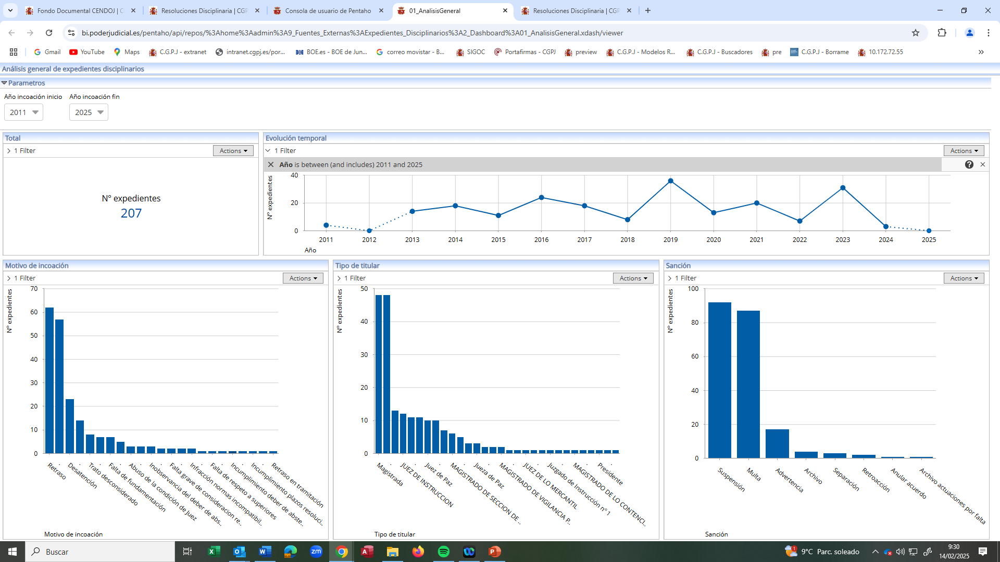 Fondo Documental CENDOJ | C
Resoluciones Disciplinaria | CGP
Consola de usuario de Pentaho
01_AnalisisGeneral
Resoluciones Disciplinaria | CGP
bi.poderjudicial.es/pentaho/api/repos/%3Ahome%3Aadmin%3A9_Fuentes_Externas%3AExpedientes_Disciplinarios%3A2_Dashboard%3A01_AnalisisGeneral.xdash/viewer
Gmail
YouTube
Maps
C.G.P.J - extranet
intranet.cgpj.es/por...
BOE.es - BOE de Jun...
correo movistar - B...
SIGOC
Portafirmas - CGPJ
preview
C.G.P.J - Modelos R...
C.G.P.J - Buscadores
pre
C.G.P.J - Borrame
10.172.72.55
Análisis general de expedientes disciplinarios
Parametros
Año incoación inicio
Año incoación fin
2011
2025
Total
1 Filter
Actions
Nº expedientes
207
Evolución temporal
1 Filter
Actions
Año is between (and includes) 2011 and 2025
Nº expedientes
40
20
0
2011 2012 2013 2014 2015 2016 2017 2018 2019 2020 2021 2022 2023 2024 2025
Año
Motivo de incoación
1 Filter
Actions
Nº expedientes
70
60
50
40
30
20
10
0
Retraso
Desatención
Trato desconsiderado
Falta de fundamentación
Abuso de la condición de Juez
Inobservancia del deber de abs..
Falta grave de consideracion re..
Infracción normas incompatibil..
Falta de respeto a superiores
Incumplimiento deber de abste..
Incumplimiento plazos resoluci..
Retraso en tramitación
Motivo de incoación
Tipo de titular
1 Filter
Actions
Nº expedientes
50
40
30
20
10
0
Magistrada
JUEZ DE INSTRUCCION
Juez de Paz
MAGISTRADO DE SECCION DE ..
Jueza de Paz
MAGISTRADO DE VIGILANCIA P..
JUEZ DE LO MERCANTIL
Juzgado de Instrucción nº 1
MAGISTRADO DE LO CONTENCI..
Presidente
Tipo de titular
Sanción
1 Filter
Actions
Nº expedientes
100
80
60
40
20
0
Suspensión
Multa
Advertencia
Archivo
Separación
Retroacción
Anular acuerdo
Archivo actuaciones por falta
Sanción
Buscar
9°C Parc. soleado
9:30
14/02/2025